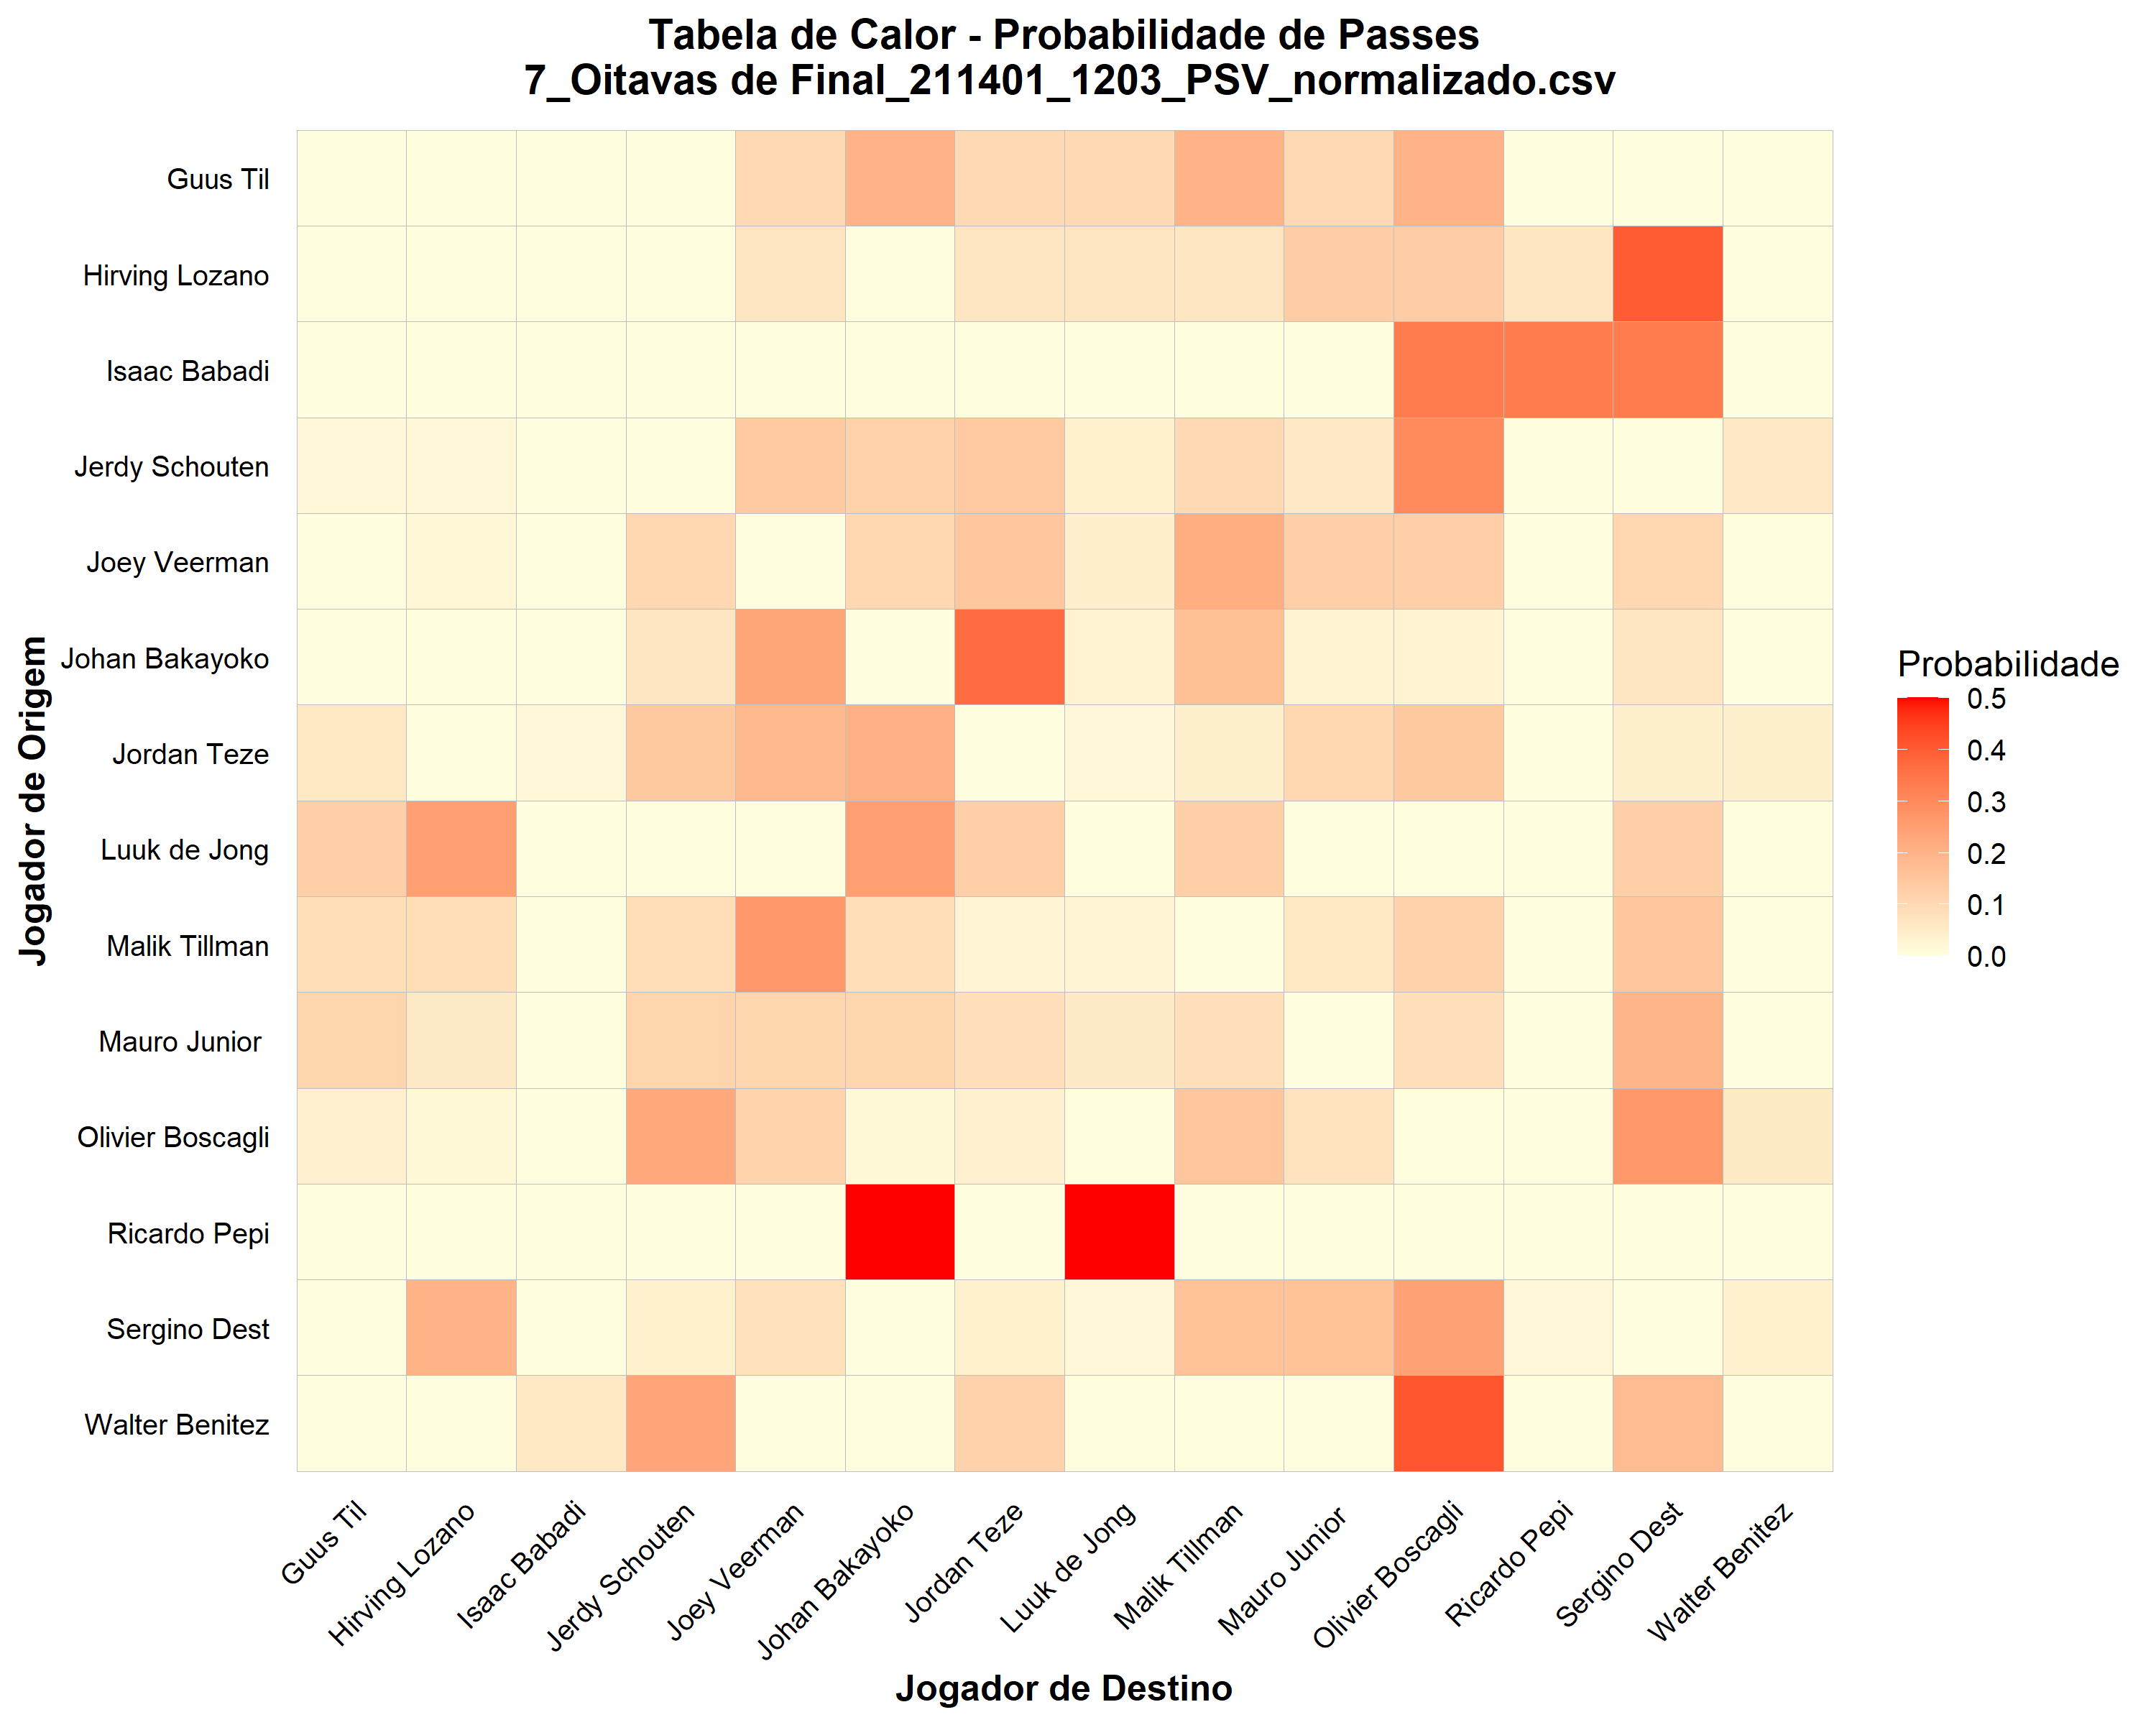 Tabela de Calor - Probabilidade de Passes
7_Oitavas de Final_211401_1203_PSV_normalizado.csv
Jogador de Origem
Guus Til
Hirving Lozano
Isaac Babadi
Jerdy Schouten
Joey Veerman
Johan Bakayoko
Jordan Teze
Luuk de Jong
Malik Tillman
Mauro Junior
Olivier Boscagli
Ricardo Pepi
Sergino Dest
Walter Benitez
Guus Til
Hirving Lozano
Isaac Babadi
Jerdy Schouten
Joey Veerman
Johan Bakayoko
Jordan Teze
Luuk de Jong
Malik Tillman
Mauro Junior
Olivier Boscagli
Ricardo Pepi
Sergino Dest
Walter Benitez
Jogador de Destino
Probabilidade
0.5
0.4
0.3
0.2
0.1
0.0